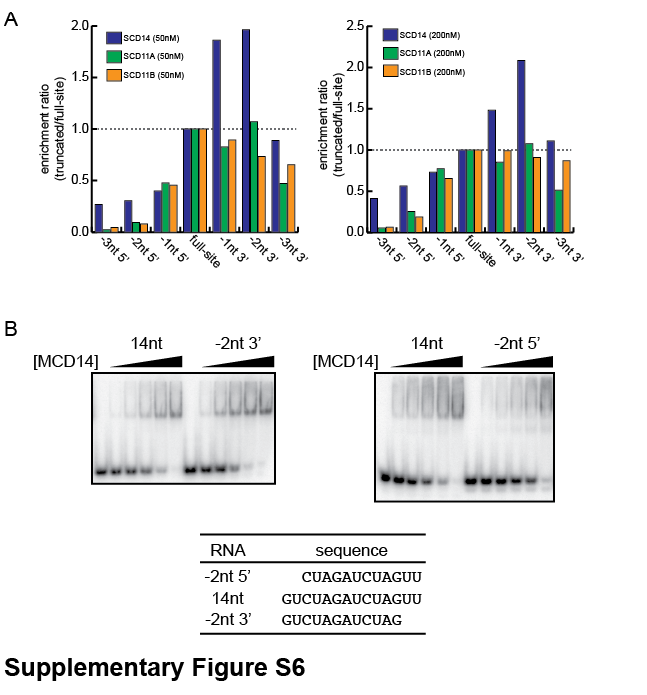 A
enrichment ratio
(truncated/full-site)
2.0
1.5
1.0
0.5
0.0
SCD14 (50nM)
SCD11A (50nM)
SCD11B (50nM)
-3nt 5’
-2nt 5’
-1nt 5’
full-site
-1nt 3’
-2nt 3’
-3nt 3’
enrichment ratio
(truncated/full-site)
2.5
2.0
1.5
1.0
0.5
0.0
SCD14 (200nM)
SCD11A (200nM)
SCD11B (200nM)
-3nt 5’
-2nt 5’
-1nt 5’
full-site
-1nt 3’
-2nt 3’
-3nt 3’
B
14nt -2nt 3’
[MCD14]
14nt -2nt 5’
[MCD14]
RNA sequence
-2nt 5’ CUAGAUCUAGUU
14nt GUCUAGAUCUAGUU
-2nt 3’ GUCUAGAUCUAG
Supplementary Figure S6